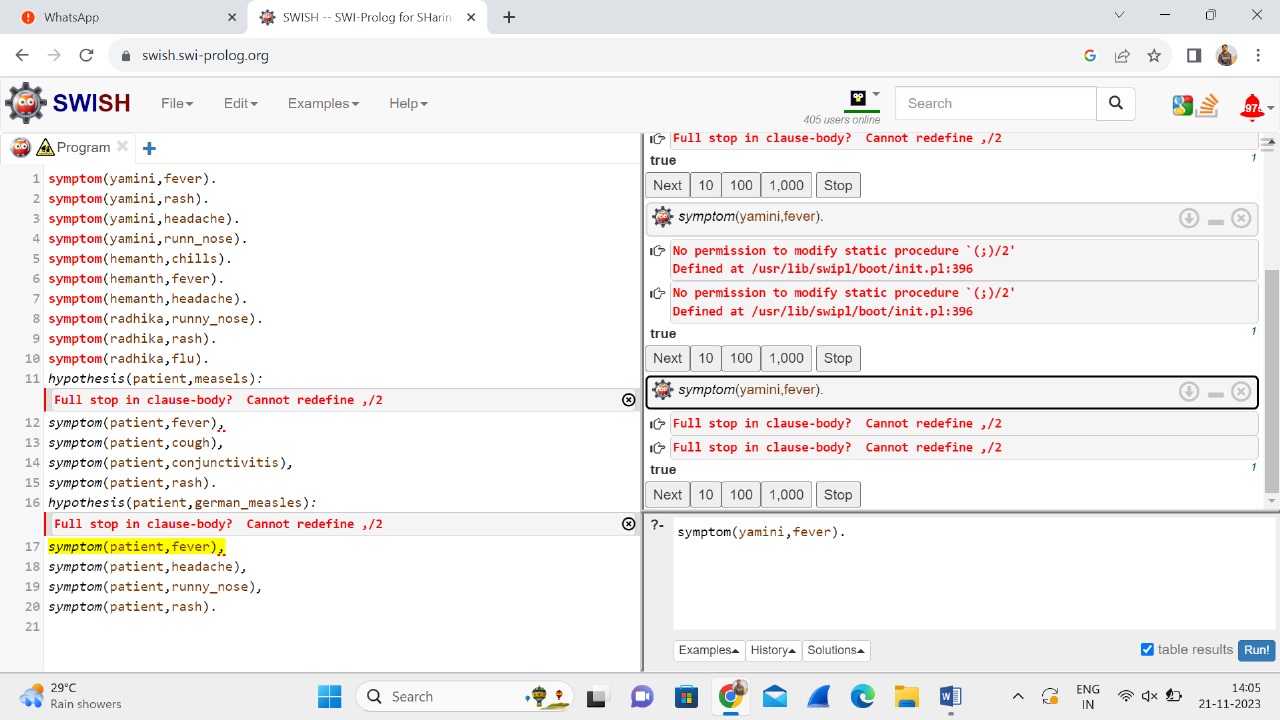 WhatsApp
SWISH -- SWI-Prolog for SHarin
swish.swi-prolog.org
SWISH
File
Edit
Examples
Help
405 users online
Search
Program
1 symptom(yamini,fever).
2 symptom(yamini,rash).
3 symptom(yamini,headache).
4 symptom(yamini,runn_nose).
5 symptom(hemanth,chills).
6 symptom(hemanth,fever).
7 symptom(hemanth,headache).
8 symptom(radhika,runny_nose).
9 symptom(radhika,rash).
10 symptom(radhika,flu).
11 hypothesis(patient,measels):
Full stop in clause-body? Cannot redefine ,/2
12 symptom(patient,fever),
13 symptom(patient,cough),
14 symptom(patient,conjunctivitis),
15 symptom(patient,rash).
16 hypothesis(patient,german_measles):
Full stop in clause-body? Cannot redefine ,/2
17 symptom(patient,fever),
18 symptom(patient,headache),
19 symptom(patient,runny_nose),
20 symptom(patient,rash).
21
Full stop in clause-body? Cannot redefine ,/2
true
1
Next 10 100 1,000 Stop
symptom(yamini,fever).
No permission to modify static procedure `(;)/2'
Defined at /usr/lib/swipl/boot/init.pl:396
No permission to modify static procedure `(;)/2'
Defined at /usr/lib/swipl/boot/init.pl:396
true
1
Next 10 100 1,000 Stop
symptom(yamini,fever).
Full stop in clause-body? Cannot redefine ,/2
Full stop in clause-body? Cannot redefine ,/2
true
1
Next 10 100 1,000 Stop
?- symptom(yamini,fever).
Examples History Solutions
table results Run!
29°C
Rain showers
Search
ENG
IN
14:05
21-11-2023